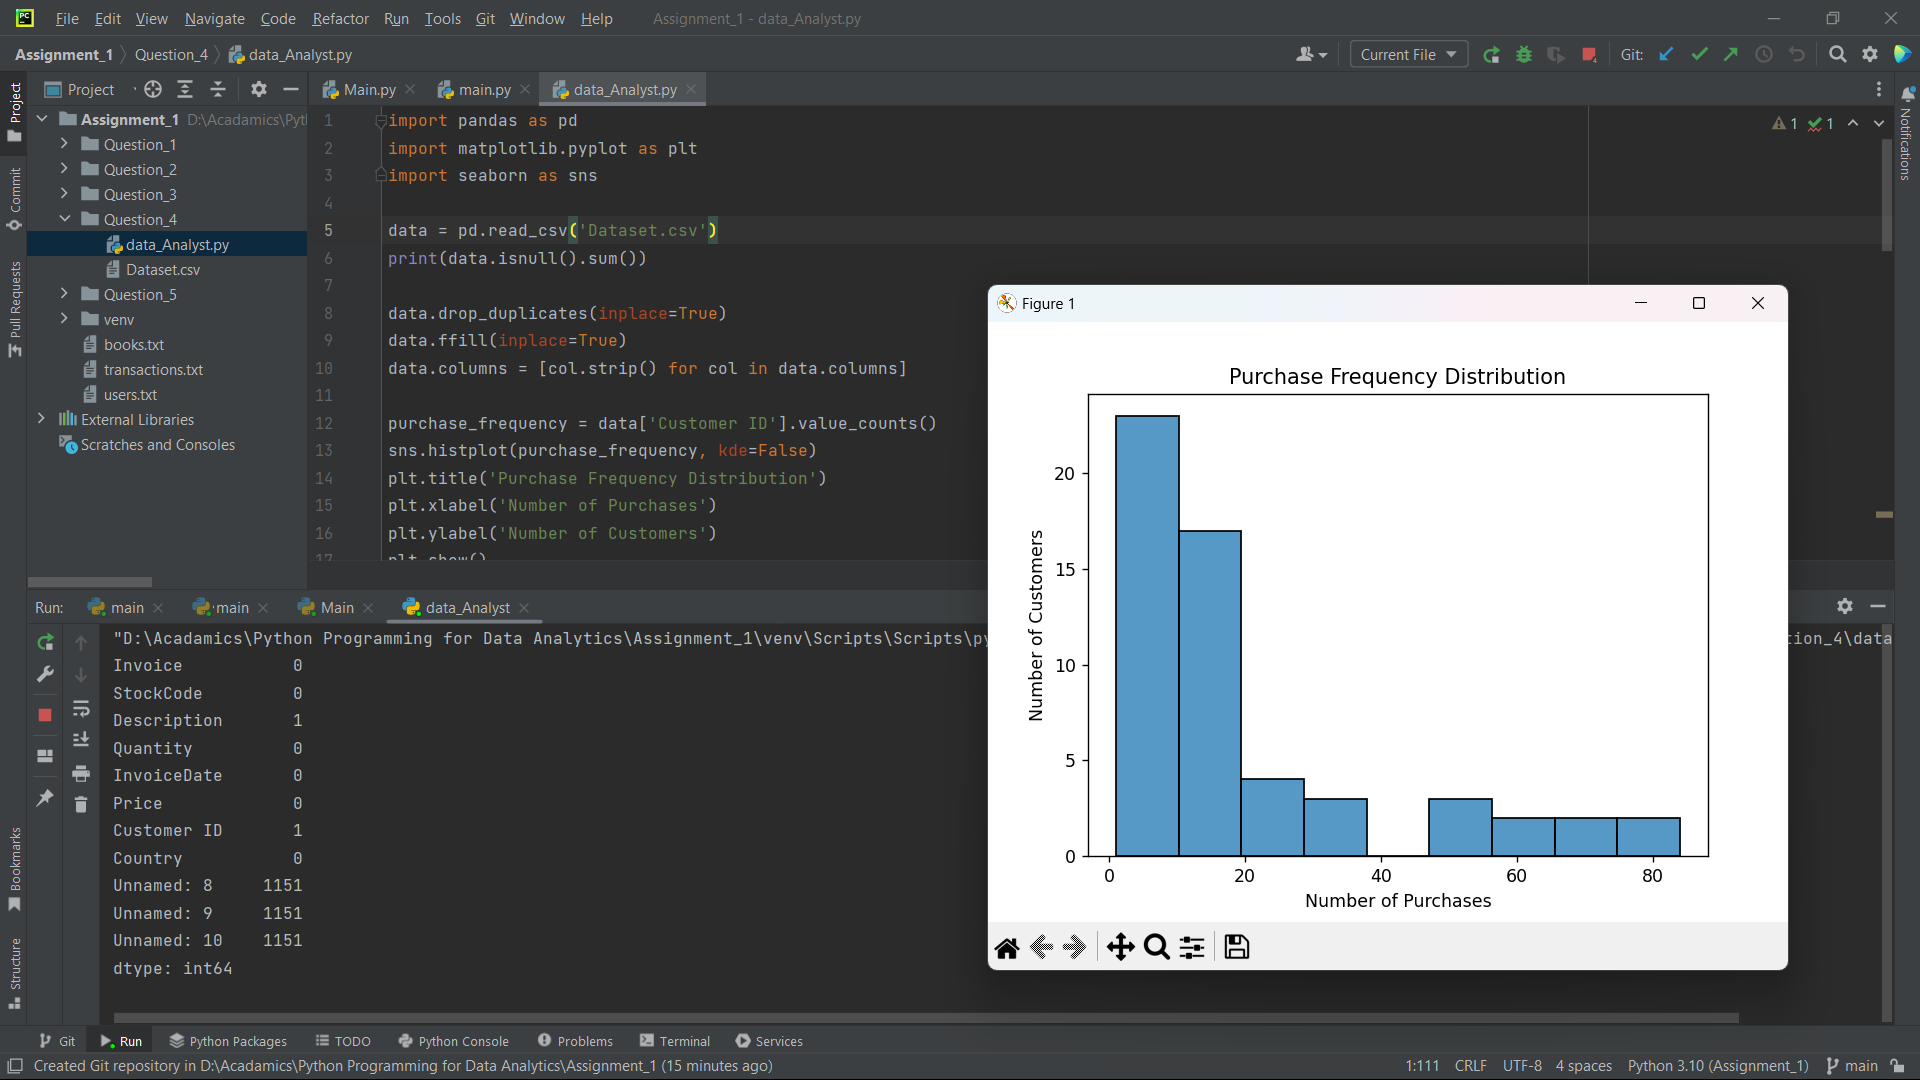 File Edit View Navigate Code Refactor Run Tools Git Window Help Assignment_1 - data_Analyst.py
Assignment_1 Question_4 data_Analyst.py Current File Git:
Project
Main.py main.py data_Analyst.py
Project
Commit
Pull Requests
Bookmarks
Structure
Notifications
Assignment_1 D:\Acadamics\Pyt
Question_1
Question_2
Question_3
Question_4
data_Analyst.py
Dataset.csv
Question_5
venv
books.txt
transactions.txt
users.txt
External Libraries
Scratches and Consoles
1 import pandas as pd
2 import matplotlib.pyplot as plt
3 import seaborn as sns
4
5 data = pd.read_csv('Dataset.csv')
6 print(data.isnull().sum())
7
8 data.drop_duplicates(inplace=True)
9 data.ffill(inplace=True)
10 data.columns = [col.strip() for col in data.columns]
11
12 purchase_frequency = data['Customer ID'].value_counts()
13 sns.histplot(purchase_frequency, kde=False)
14 plt.title('Purchase Frequency Distribution')
15 plt.xlabel('Number of Purchases')
16 plt.ylabel('Number of Customers')
17 plt.show()
1 1
Figure 1
Purchase Frequency Distribution
Number of Customers
20
15
10
5
0
0 20 40 60 80
Number of Purchases
Run: main main Main data_Analyst
"D:\Acadamics\Python Programming for Data Analytics\Assignment_1\venv\Scripts\Scripts\py tion_4\data
Invoice 0
StockCode 0
Description 1
Quantity 0
InvoiceDate 0
Price 0
Customer ID 1
Country 0
Unnamed: 8 1151
Unnamed: 9 1151
Unnamed: 10 1151
dtype: int64
Git Run Python Packages TODO Python Console Problems Terminal Services
Created Git repository in D:\Acadamics\Python Programming for Data Analytics\Assignment_1 (15 minutes ago) 1:111 CRLF UTF-8 4 spaces Python 3.10 (Assignment_1) main